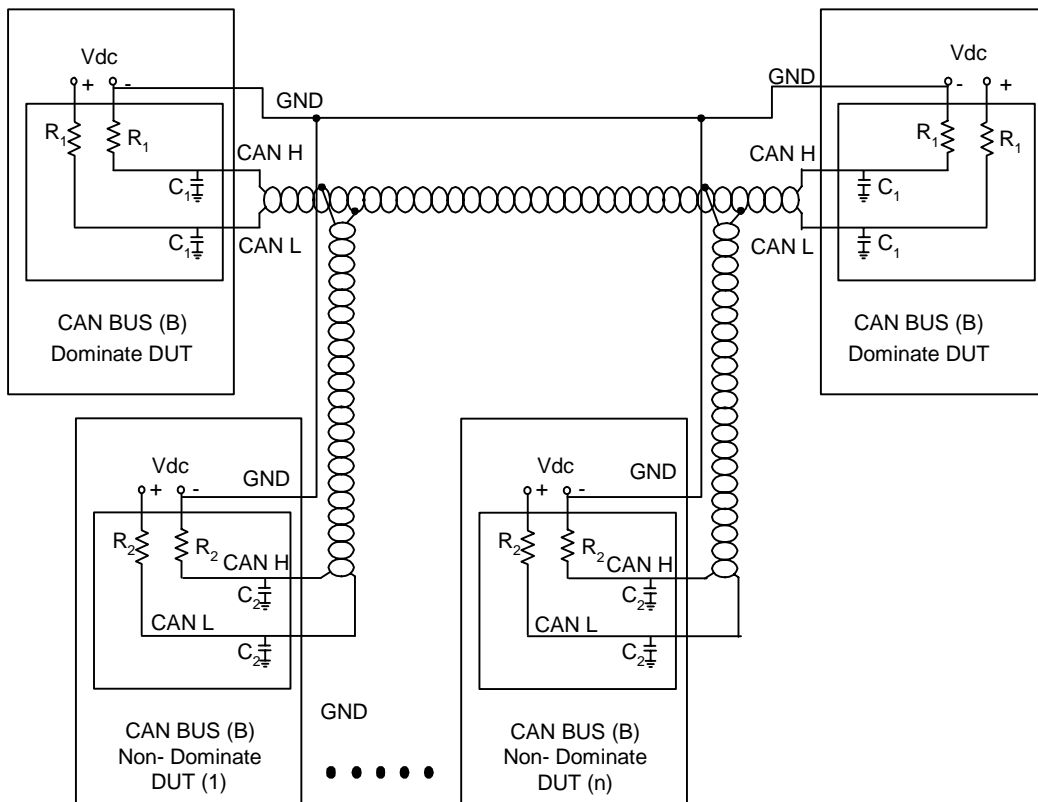 Vdc
+ -
GND
R1
R1
CAN H
C1
C1
CAN L
CAN BUS (B)
Dominate DUT
Vdc
GND
- +
R1
R1
CAN H
C1
CAN L
C1
CAN BUS (B)
Dominate DUT
Vdc
+ -
GND
R2
R2
CAN H
C2
CAN L
C2
CAN BUS (B)
Non- Dominate
DUT (1)
GND
Vdc
+ -
GND
R2
R2
CAN H
C2
CAN L
C2
CAN BUS (B)
Non- Dominate
DUT (n)